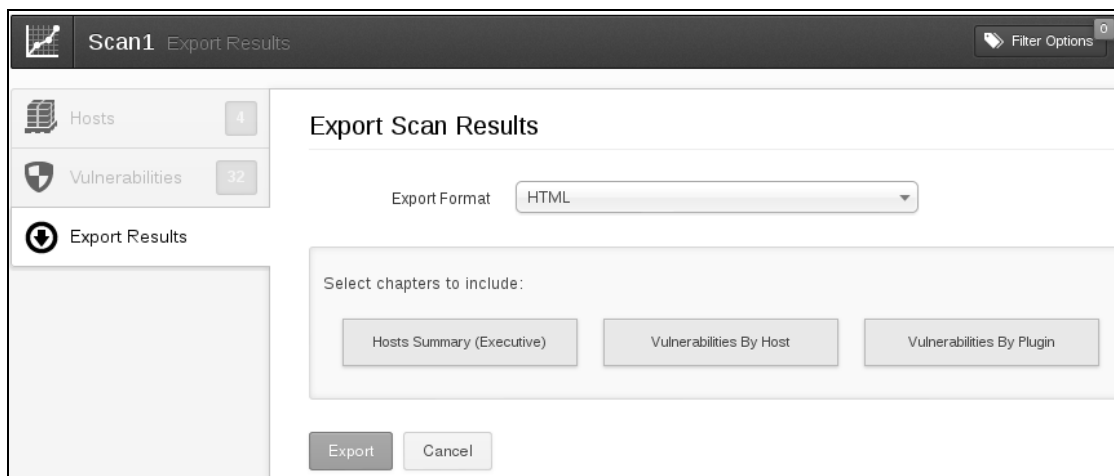 Scan1 Export Results
Filter Options 0
Hosts 4
Vulnerabilities 32
Export Results
Export Scan Results
Export Format HTML
Select chapters to include:
Hosts Summary (Executive) Vulnerabilities By Host Vulnerabilities By Plugin
Export Cancel